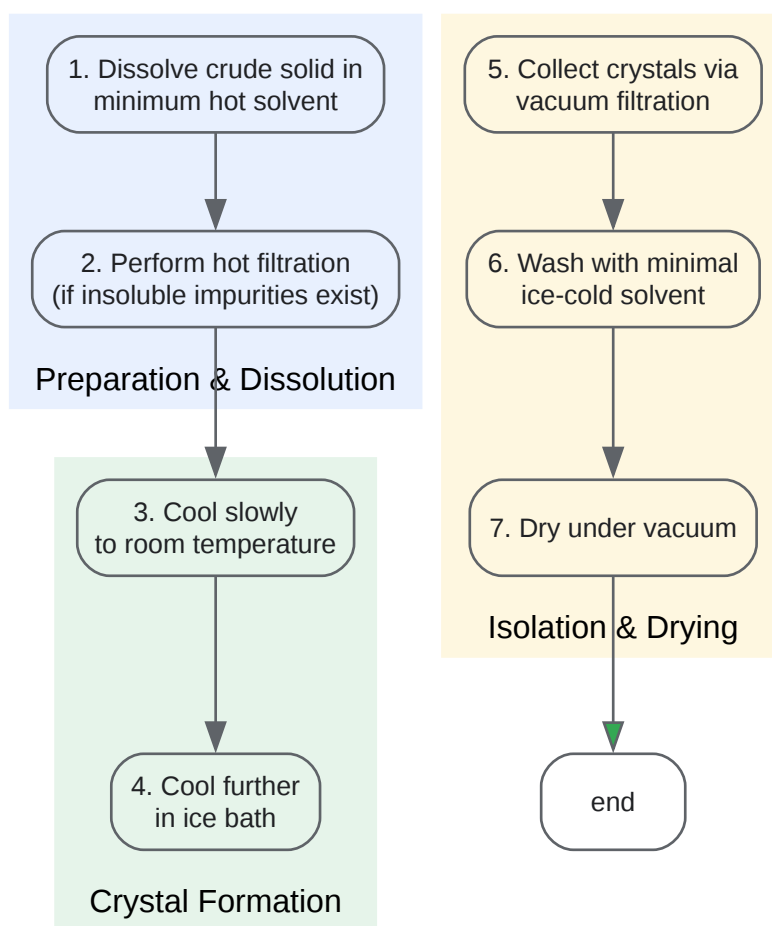 1. Dissolve crude solid in
minimum hot solvent
2. Perform hot filtration
(if insoluble impurities exist)
Preparation & Dissolution
3. Cool slowly
to room temperature
4. Cool further
in ice bath
Crystal Formation
5. Collect crystals via
vacuum filtration
6. Wash with minimal
ice-cold solvent
7. Dry under vacuum
Isolation & Drying
end